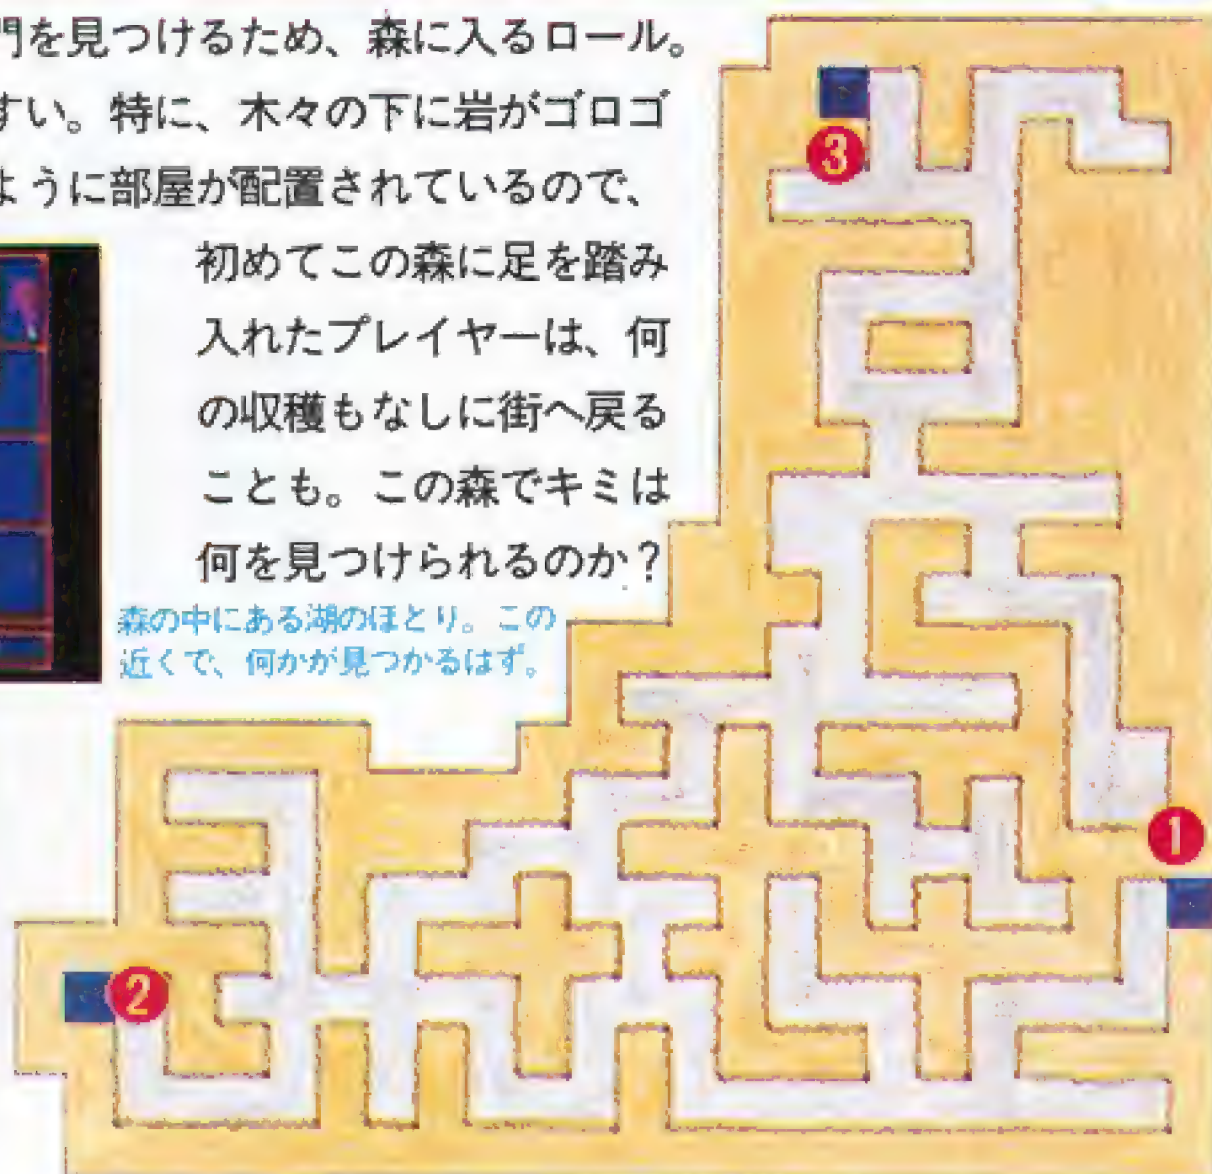 門を見つけるため、森に入るロール。
すい。特に、木々の下に岩がゴロゴ
ように部屋が配置されているので、
初めてこの森に足を踏み
入れたプレイヤーは、何
の収穫もなしに街へ戻る
ことも。この森でキミは
何を見つけられるのか?
森の中にある湖のほとり。この
近くで、何かが見つかるはず。
3
1
2